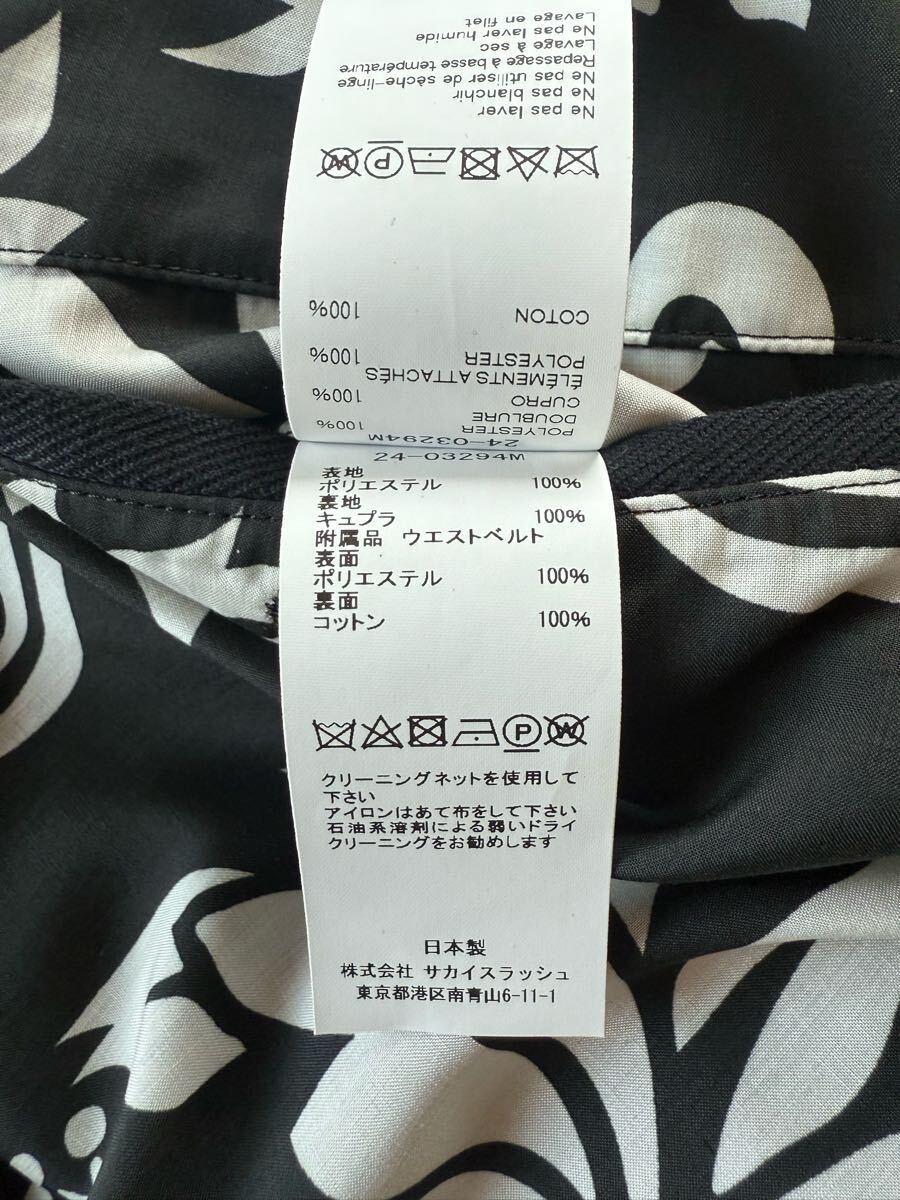 Lavage en filet
Ne pas laver humide
Lavage à sec
Repassage à basse température
Ne pas utiliser de sèche-linge
Ne pas blanchir
Ne pas laver
W P
COTON 100%
POLYESTER 100%
ÉLÉMENTS ATTACHÉS
CUPRO 100%
DOUBLURE
POLYESTER 100%
24-03294M
24-03294M
表地
ポリエステル 100%
裏地
キュプラ 100%
附属品 ウエストベルト
表面
ポリエステル 100%
裏面
コットン 100%
P W
クリーニングネットを使用して
下さい
アイロンはあて布をして下さい
石油系溶剤による弱いドライ
クリーニングをお勧めします
日本製
株式会社 サカイスラッシュ
東京都港区南青山6-11-1